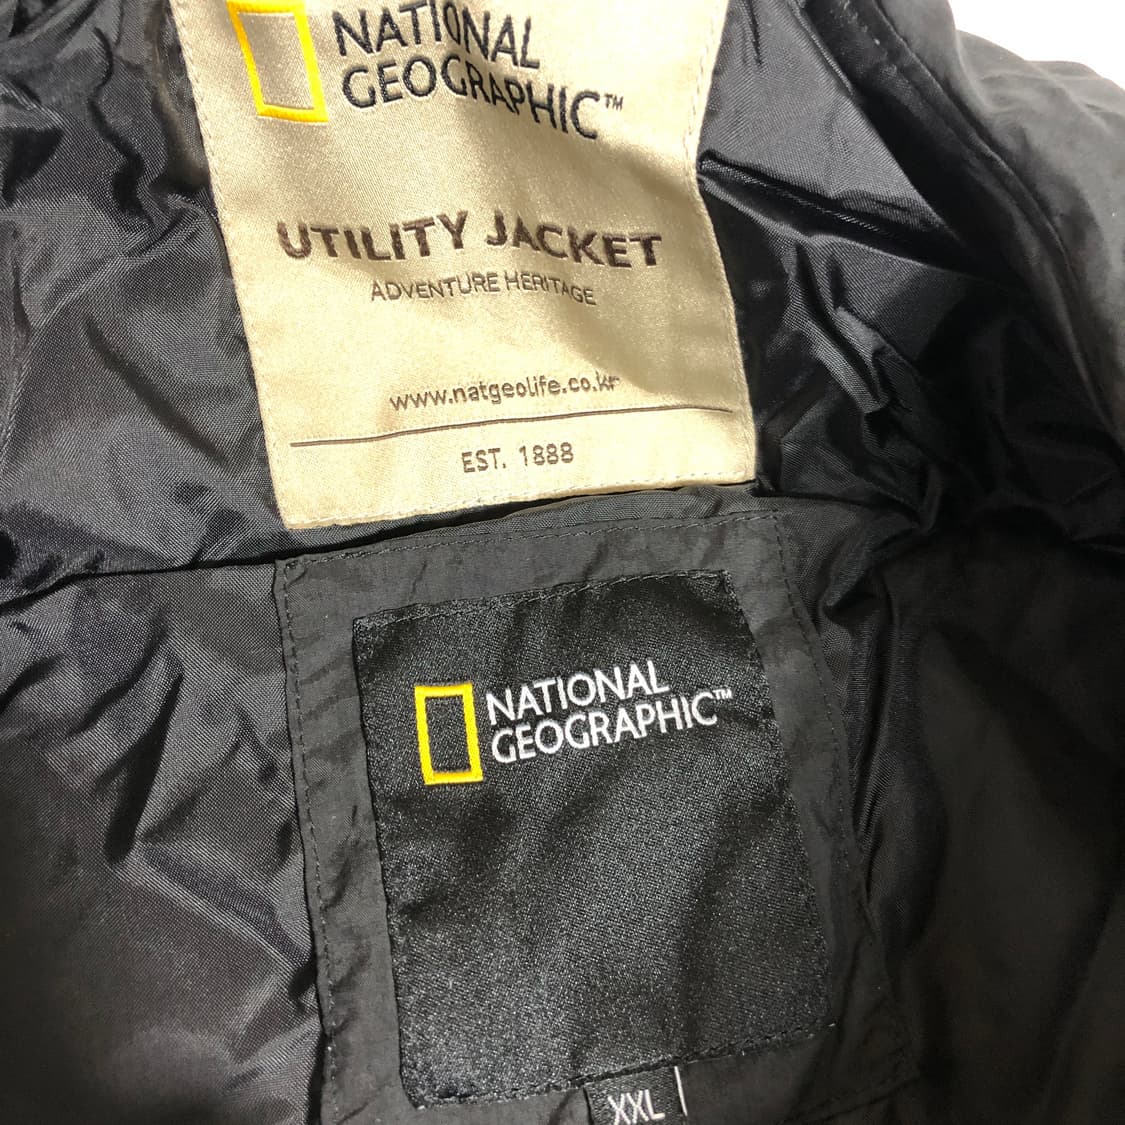 NATIONAL
GEOGRAPHIC™
UTILITY JACKET
ADVENTURE HERITAGE
www.natgeolife.co.kr
EST. 1888
NATIONAL
GEOGRAPHIC™
XXL